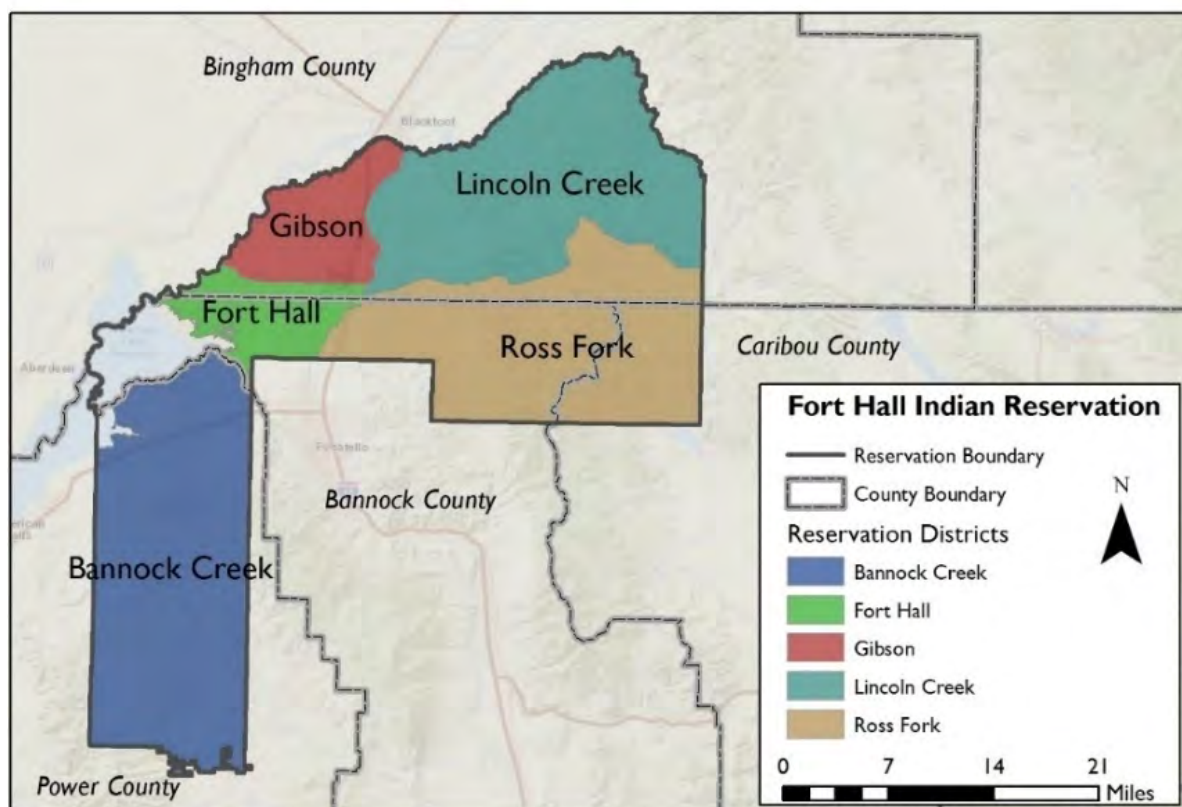 Bingham County
Blackfoot
Lincoln Creek
Gibson
Fort Hall
Ross Fork
Caribou County
Aberdeen
Pocatello
Bannock County
Bannock Creek
Power County
Fort Hall Indian Reservation
Reservation Boundary
County Boundary
N
Reservation Districts
Bannock Creek
Fort Hall
Gibson
Lincoln Creek
Ross Fork
0 7 14 21
Miles